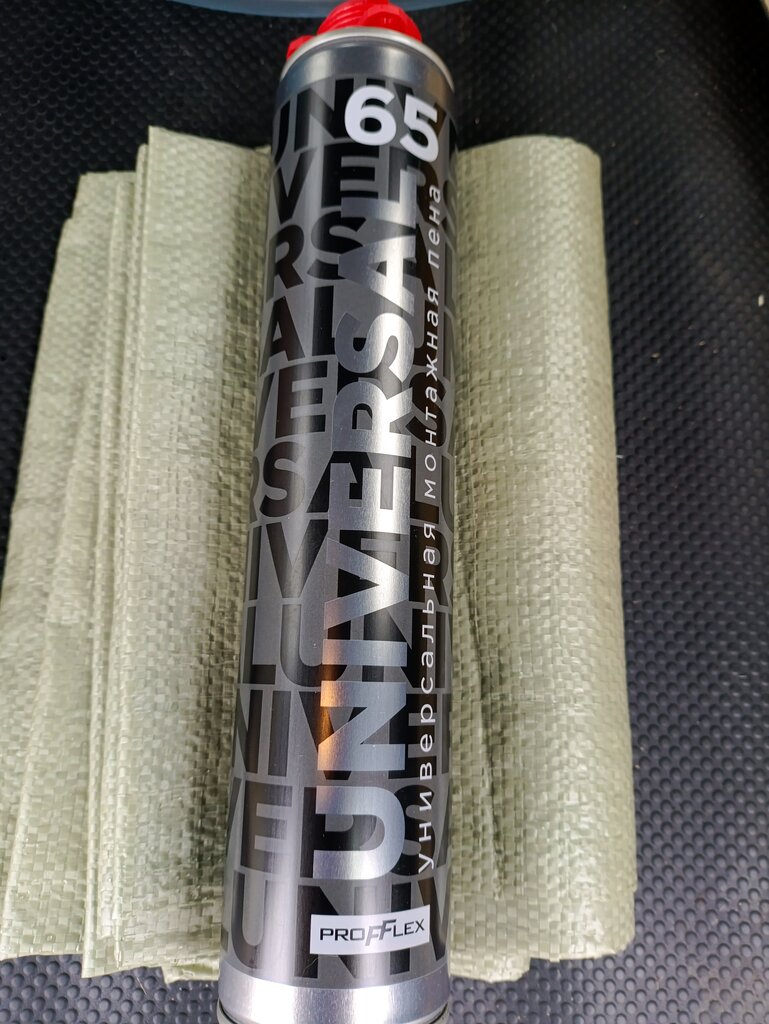 65
UNIVERSAL
универсальная монтажная пена
PROFFLEX